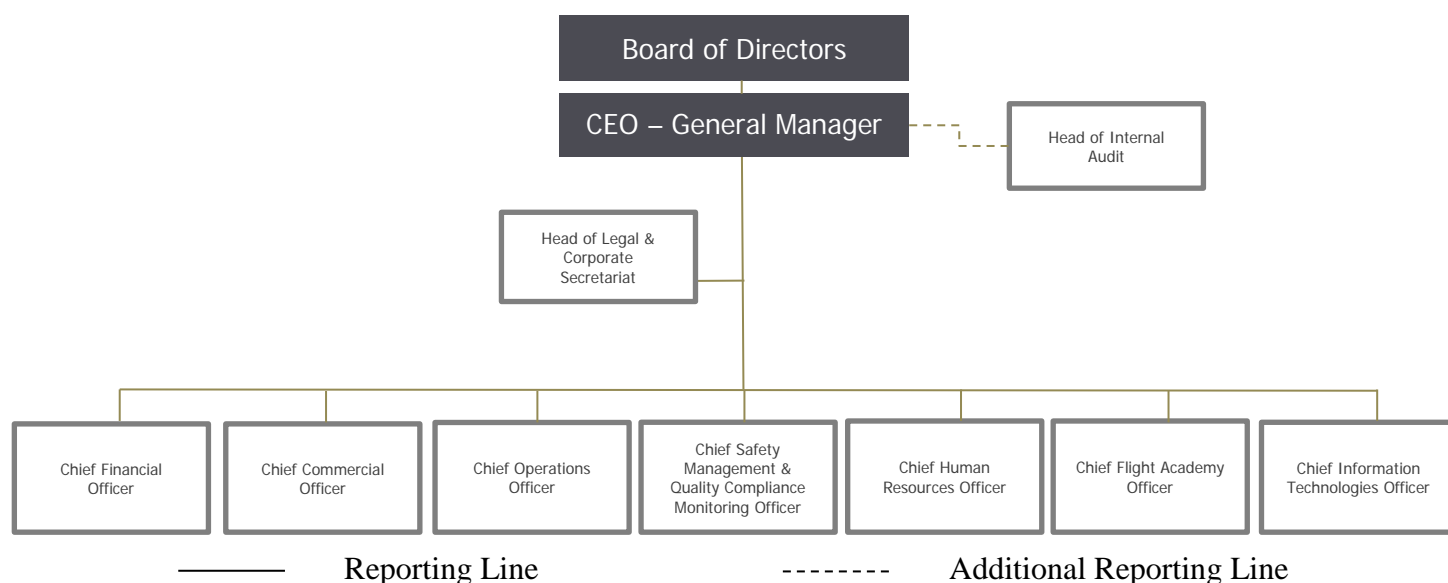 Board of Directors
CEO – General Manager
Head of Internal
Audit
Head of Legal &
Corporate
Secretariat
Chief Financial
Officer
Chief Commercial
Officer
Chief Operations
Officer
Chief Safety
Management &
Quality Compliance
Monitoring Officer
Chief Human
Resources Officer
Chief Flight Academy
Officer
Chief Information
Technologies Officer
Reporting Line
Additional Reporting Line